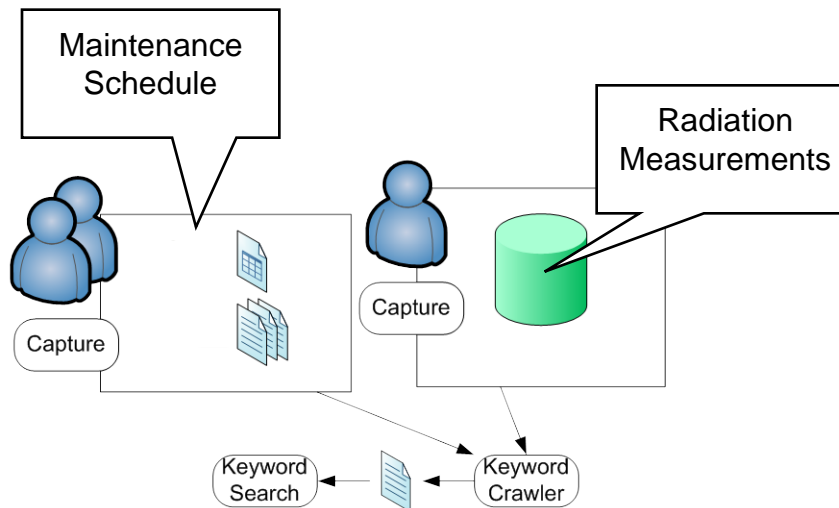 Maintenance
Schedule
Radiation
Measurements
Capture
Capture
Keyword
Search
Keyword
Crawler